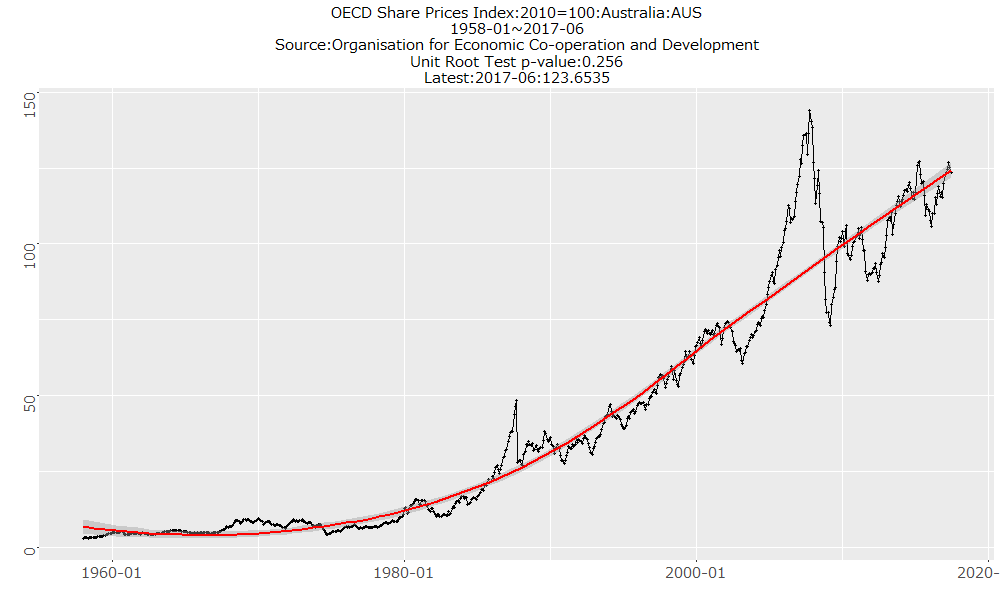 OECD Share Prices Index:2010=100:Australia:AUS
1958-01~2017-06
Source:Organisation for Economic Co-operation and Development
Unit Root Test p-value:0.256
Latest:2017-06:123.6535
150
100
50
0
1960-01
1980-01
2000-01
2020-